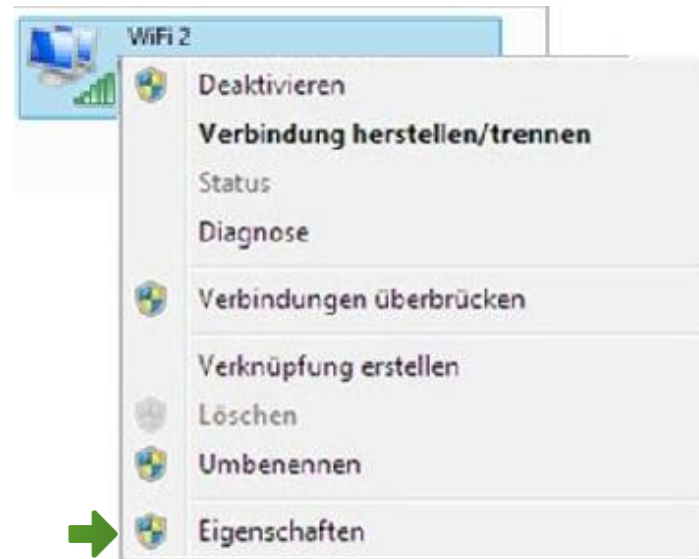 WiFi 2
Deaktivieren
Verbindung herstellen/trennen
Status
Diagnose
Verbindungen überbrücken
Verknüpfung erstellen
Löschen
Umbenennen
Eigenschaften